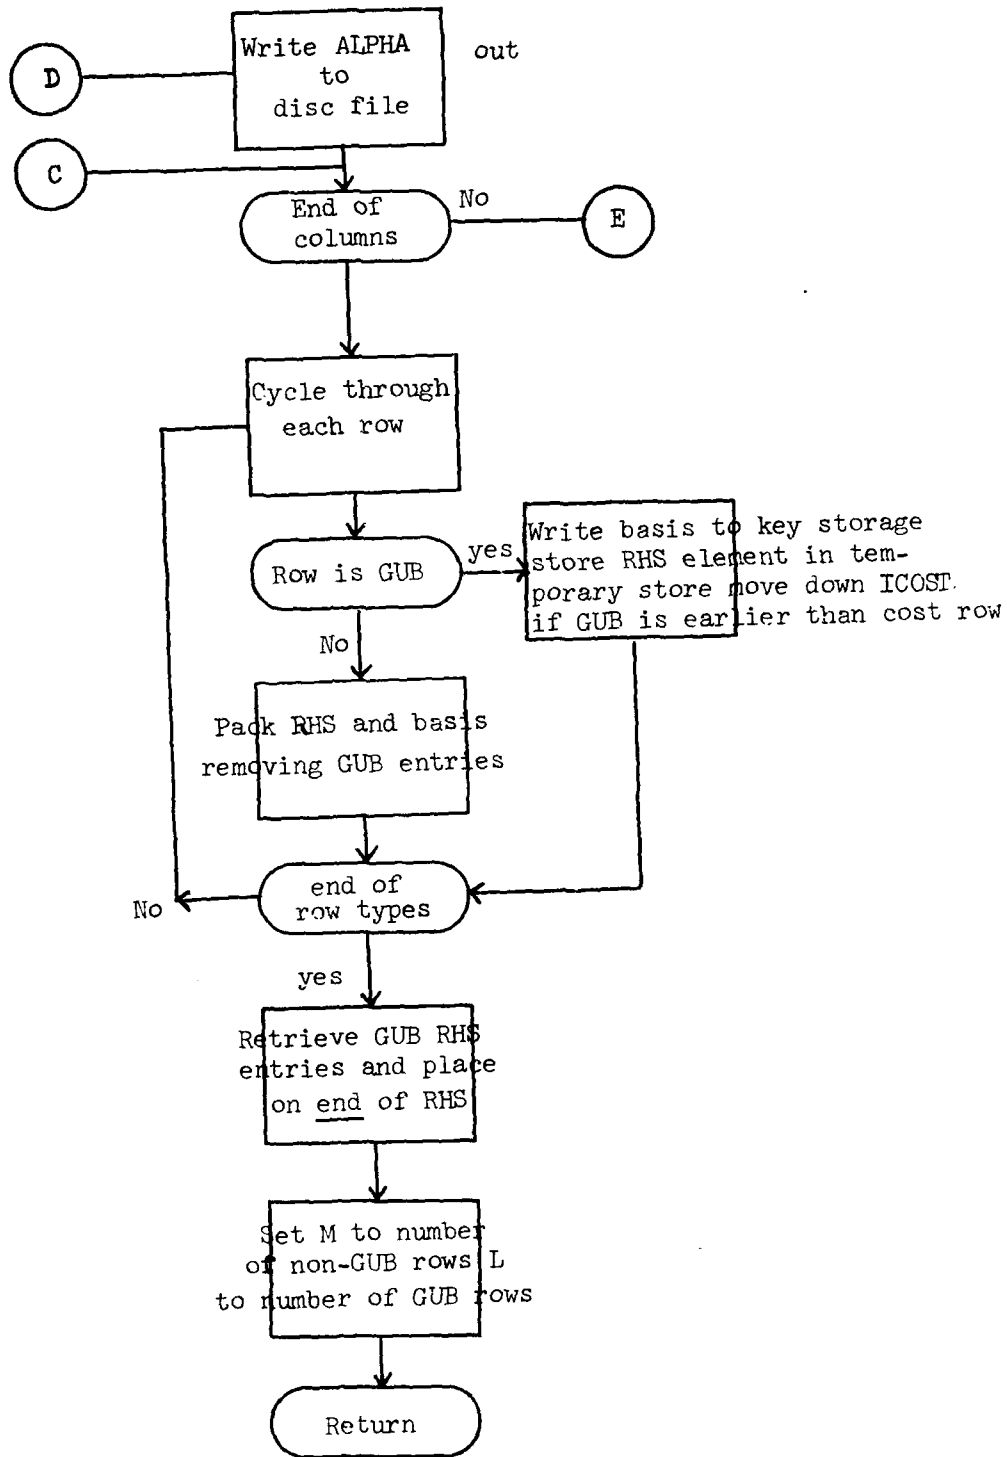 Write ALPHA
to
disc file
out
D
C
End of
columns
No
E
Cycle through
each row
Row is GUB
yes
Write basis to key storage
store RHS element in tem-
porary store move down ICOST.
if GUB is earlier than cost row
No
Pack RHS and basis
removing GUB entries
end of
row types
No
yes
Retrieve GUB RHS
entries and place
on end of RHS
Set M to number
of non-GUB rows L
to number of GUB rows
Return